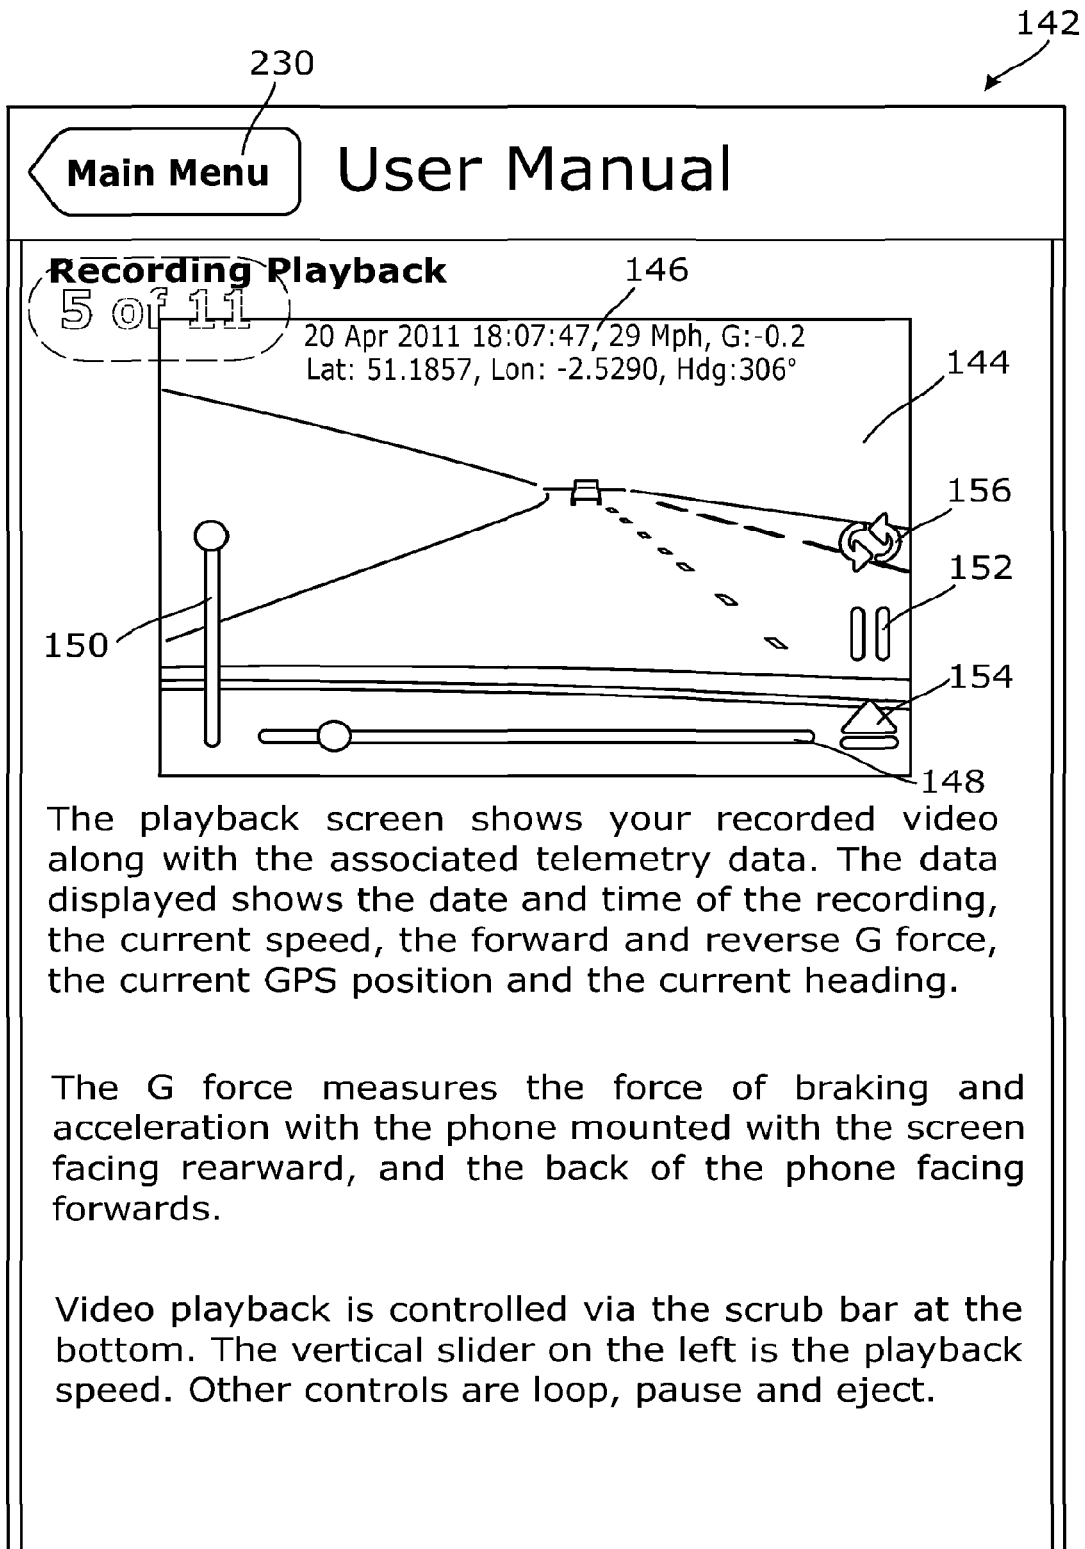 142
230
Main Menu
User Manual
Recording Playback
5 of 11
146
20 Apr 2011 18:07:47, 29 Mph, G:-0.2
Lat: 51.1857, Lon: -2.5290, Hdg:306°
144
156
152
150
154
148
The playback screen shows your recorded video
along with the associated telemetry data. The data
displayed shows the date and time of the recording,
the current speed, the forward and reverse G force,
the current GPS position and the current heading.
The G force measures the force of braking and
acceleration with the phone mounted with the screen
facing rearward, and the back of the phone facing
forwards.
Video playback is controlled via the scrub bar at the
bottom. The vertical slider on the left is the playback
speed. Other controls are loop, pause and eject.